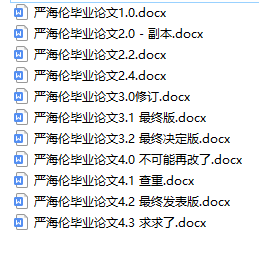 严海伦毕业论文1.0.docx
严海伦毕业论文2.0 - 副本.docx
严海伦毕业论文2.2.docx
严海伦毕业论文2.4.docx
严海伦毕业论文3.0修订.docx
严海伦毕业论文3.1 最终版.docx
严海伦毕业论文3.2 最终决定版.docx
严海伦毕业论文4.0 不可能再改了.docx
严海伦毕业论文4.1 查重.docx
严海伦毕业论文4.2 最终发表版.docx
严海伦毕业论文4.3 求求了.docx